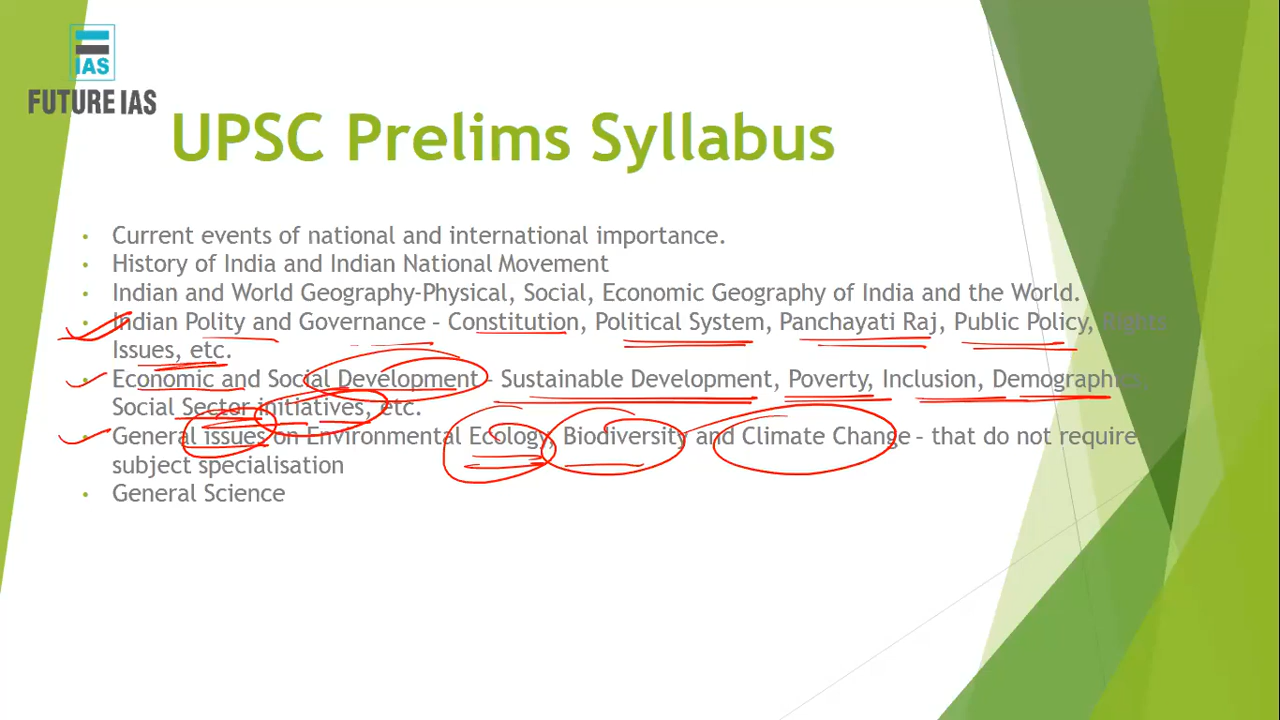 IAS
FUTURE IAS
UPSC Prelims Syllabus
• Current events of national and international importance.
• History of India and Indian National Movement
• Indian and World Geography-Physical, Social, Economic Geography of India and the World.
• Indian Polity and Governance – Constitution, Political System, Panchayati Raj, Public Policy, Rights
Issues, etc.
• Economic and Social Development – Sustainable Development, Poverty, Inclusion, Demographics,
Social Sector initiatives, etc.
• General issues on Environmental Ecology, Biodiversity and Climate Change – that do not require
subject specialisation
• General Science